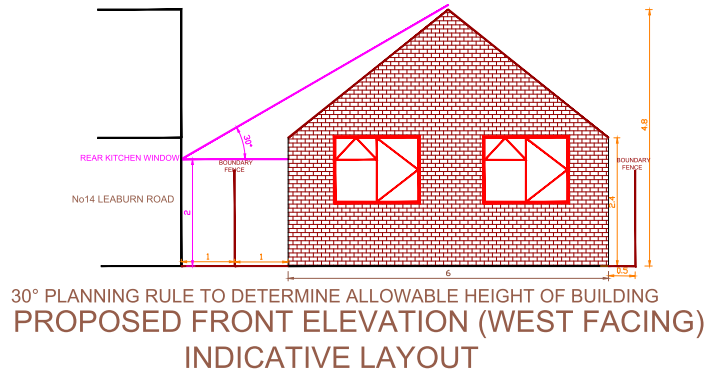 4.8
30°
REAR KITCHEN WINDOW
BOUNDARY
FENCE
BOUNDARY
FENCE
No14 LEABURN ROAD
2
2.4
1
1
6
0.5
30° PLANNING RULE TO DETERMINE ALLOWABLE HEIGHT OF BUILDING
PROPOSED FRONT ELEVATION (WEST FACING)
INDICATIVE LAYOUT